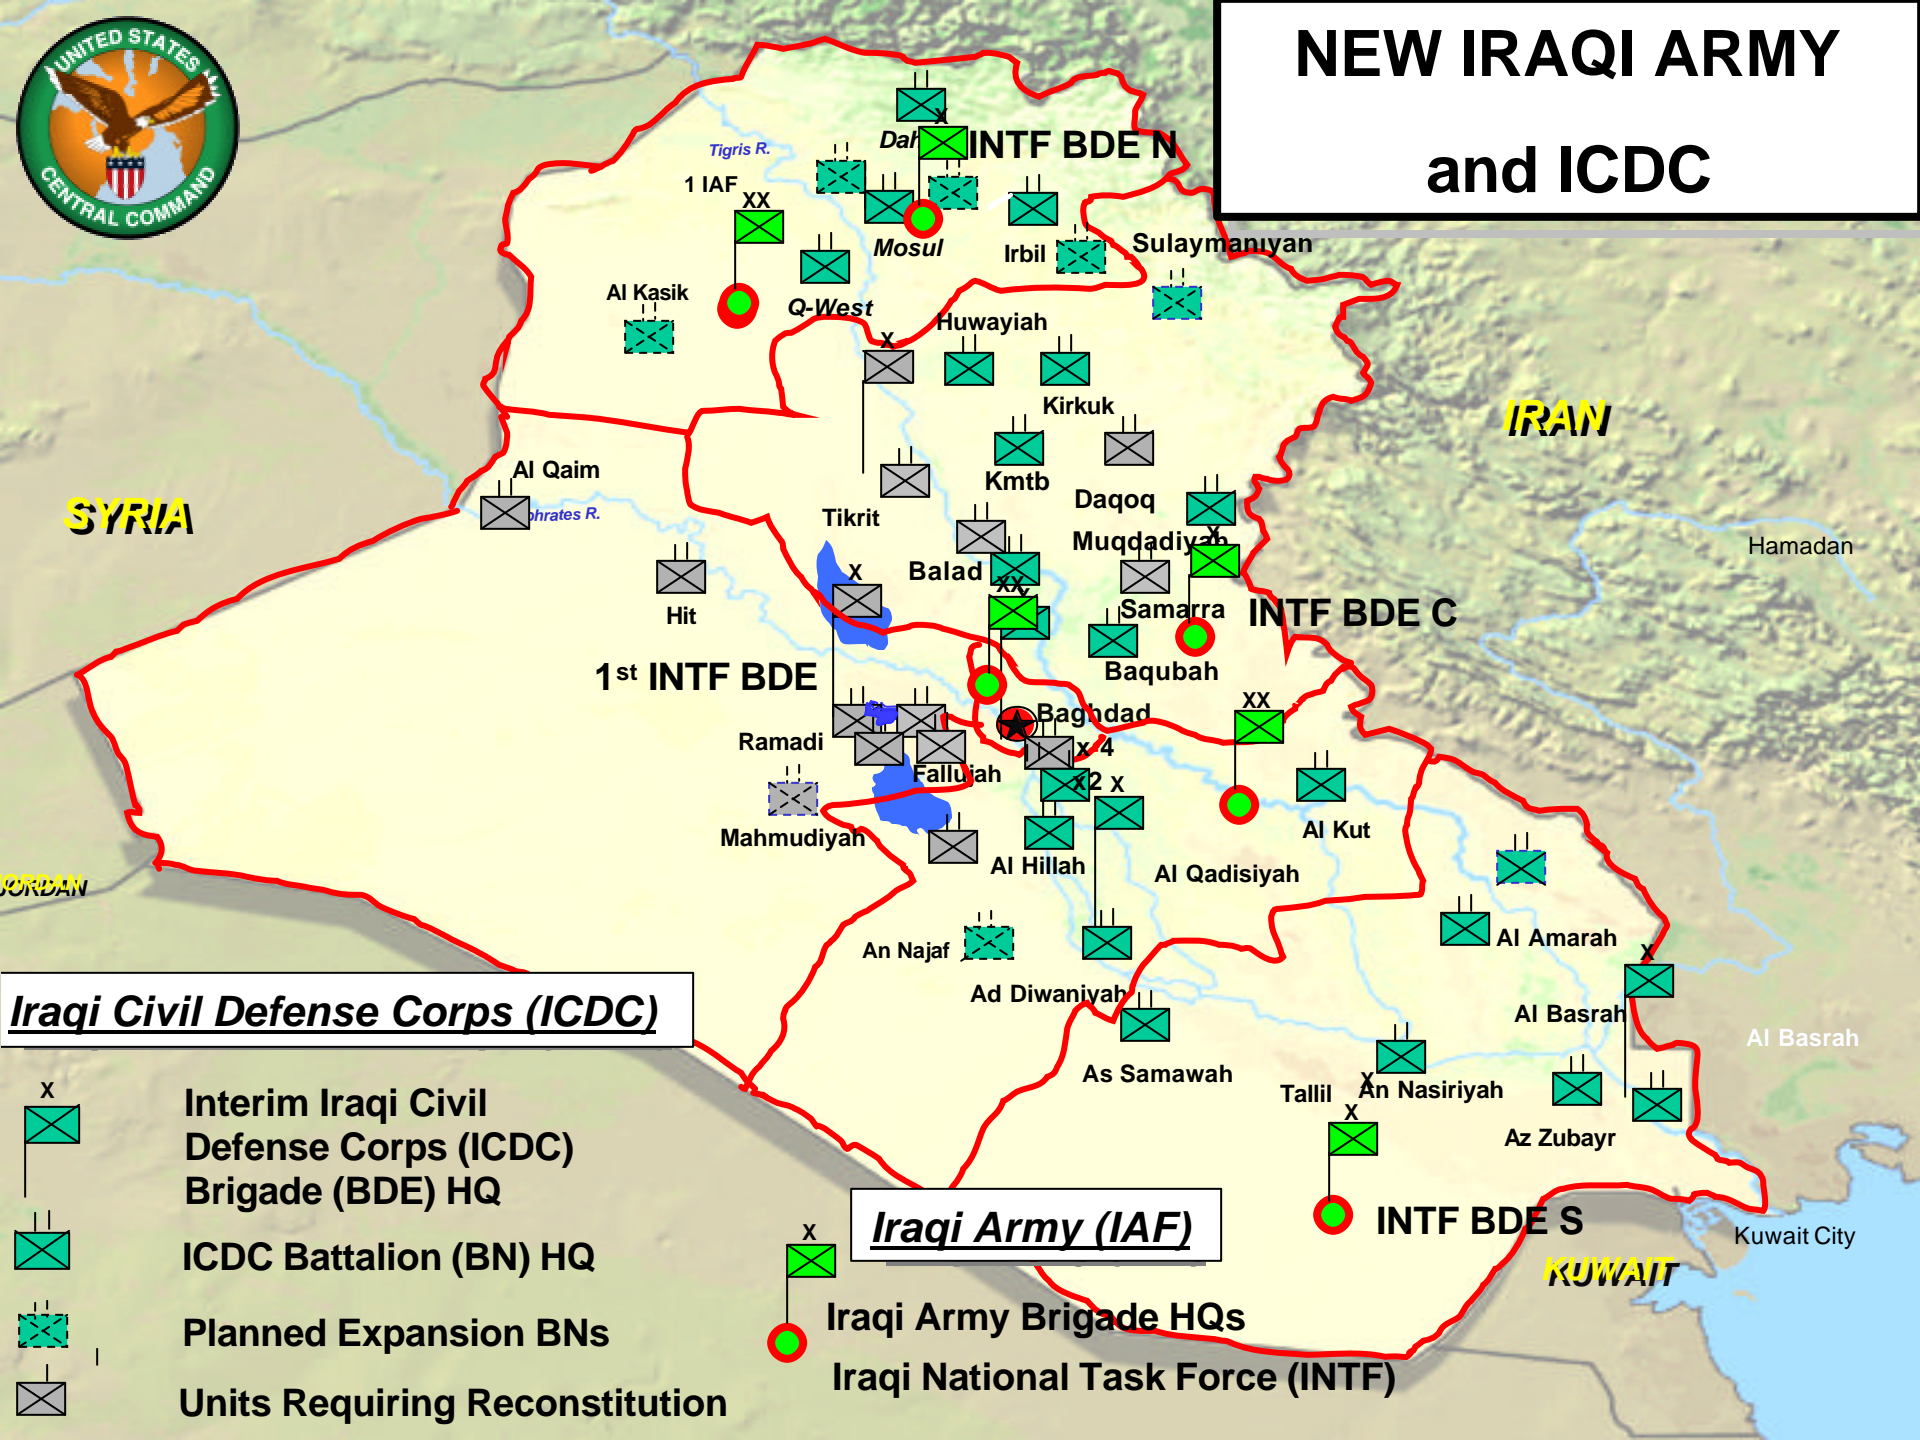 UNITED STATES
CENTRAL COMMAND
NEW IRAQI ARMY
and ICDC
X
Tigris R.
INTF BDE N
1 IAF
XX
Mosul
Irbil
Sulaymaniyan
Al Kasik
Q-West
Huwayiah
X
Kirkuk
IRAN
Al Qaim
Kmtb
Daqoq
SYRIA
phrates R.
Tikrit
Muqdadiyah
X
Hamadan
Balad
X
XX
Hit
Samarra
INTF BDE C
1st INTF BDE
Baqubah
XX
Baghdad
Ramadi
x 4
Fallujah
x2
X
Mahmudiyah
Al Kut
Al Hillah
Al Qadisiyah
JORDAN
Al Amarah
An Najaf
X
Ad Diwaniyah
Al Basrah
Al Basrah
As Samawah
Tallil
X
An Nasiriyah
X
Az Zubayr
INTF BDE S
Kuwait City
KUWAIT
Iraqi Civil Defense Corps (ICDC)
X
Interim Iraqi Civil
Defense Corps (ICDC)
Brigade (BDE) HQ
ICDC Battalion (BN) HQ
Planned Expansion BNs
Units Requiring Reconstitution
Iraqi Army (IAF)
X
Iraqi Army Brigade HQs
Iraqi National Task Force (INTF)